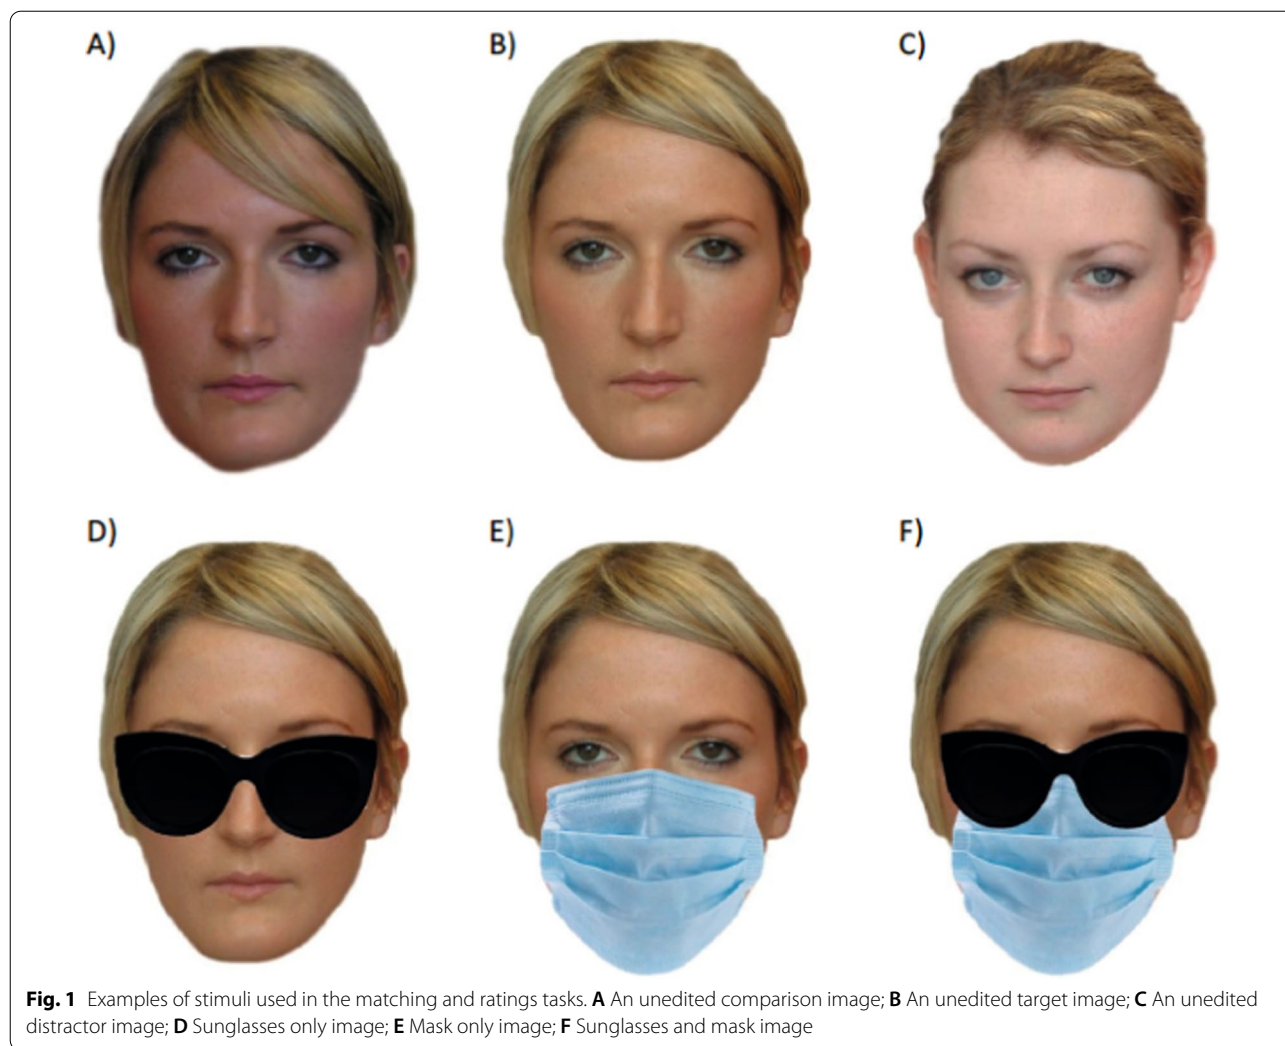 A)
B)
C)
D)
E)
F)
Fig. 1 Examples of stimuli used in the matching and ratings tasks. A An unedited comparison image; B An unedited target image; C An unedited
distractor image; D Sunglasses only image; E Mask only image; F Sunglasses and mask image